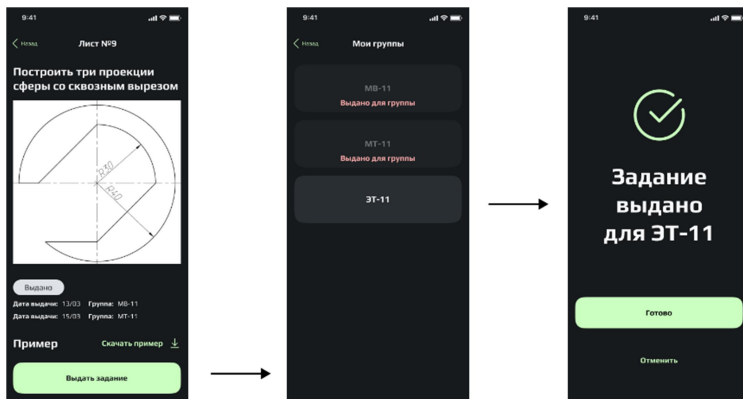 9:41
Назад
Лист №9
Построить три проекции
сферы со сквозным вырезом
R30
R40
Выдано
Дата выдачи: 13/03 Группа: МВ-11
Дата выдачи: 15/03 Группа: МТ-11
Пример
Скачать пример
Выдать задание
9:41
Назад
Мои группы
МВ-11
Выдано для группы
МТ-11
Выдано для группы
ЭТ-11
9:41
Задание
выдано
для ЭТ-11
Готово
Отменить